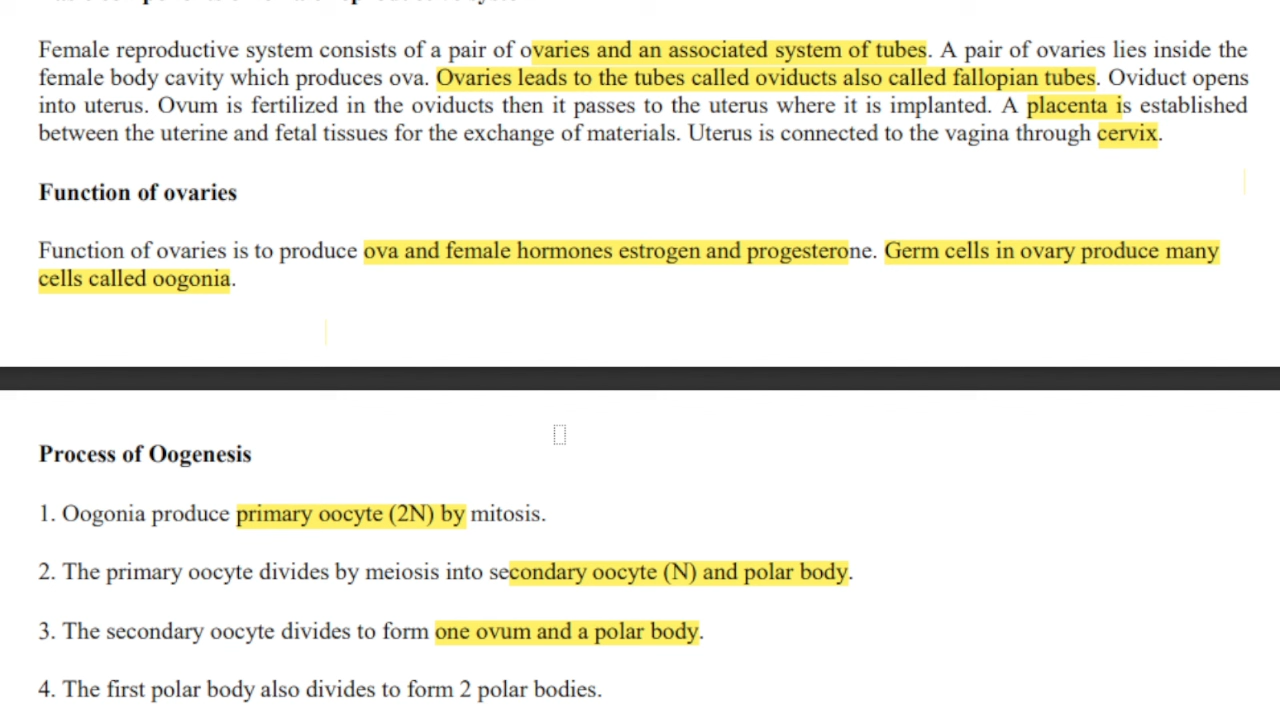 Female reproductive system consists of a pair of ovaries and an associated system of tubes. A pair of ovaries lies inside the
female body cavity which produces ova. Ovaries leads to the tubes called oviducts also called fallopian tubes. Oviduct opens
into uterus. Ovum is fertilized in the oviducts then it passes to the uterus where it is implanted. A placenta is established
between the uterine and fetal tissues for the exchange of materials. Uterus is connected to the vagina through cervix.
Function of ovaries
Function of ovaries is to produce ova and female hormones estrogen and progesterone. Germ cells in ovary produce many
cells called oogonia.
Process of Oogenesis
1. Oogonia produce primary oocyte (2N) by mitosis.
2. The primary oocyte divides by meiosis into secondary oocyte (N) and polar body.
3. The secondary oocyte divides to form one ovum and a polar body.
4. The first polar body also divides to form 2 polar bodies.